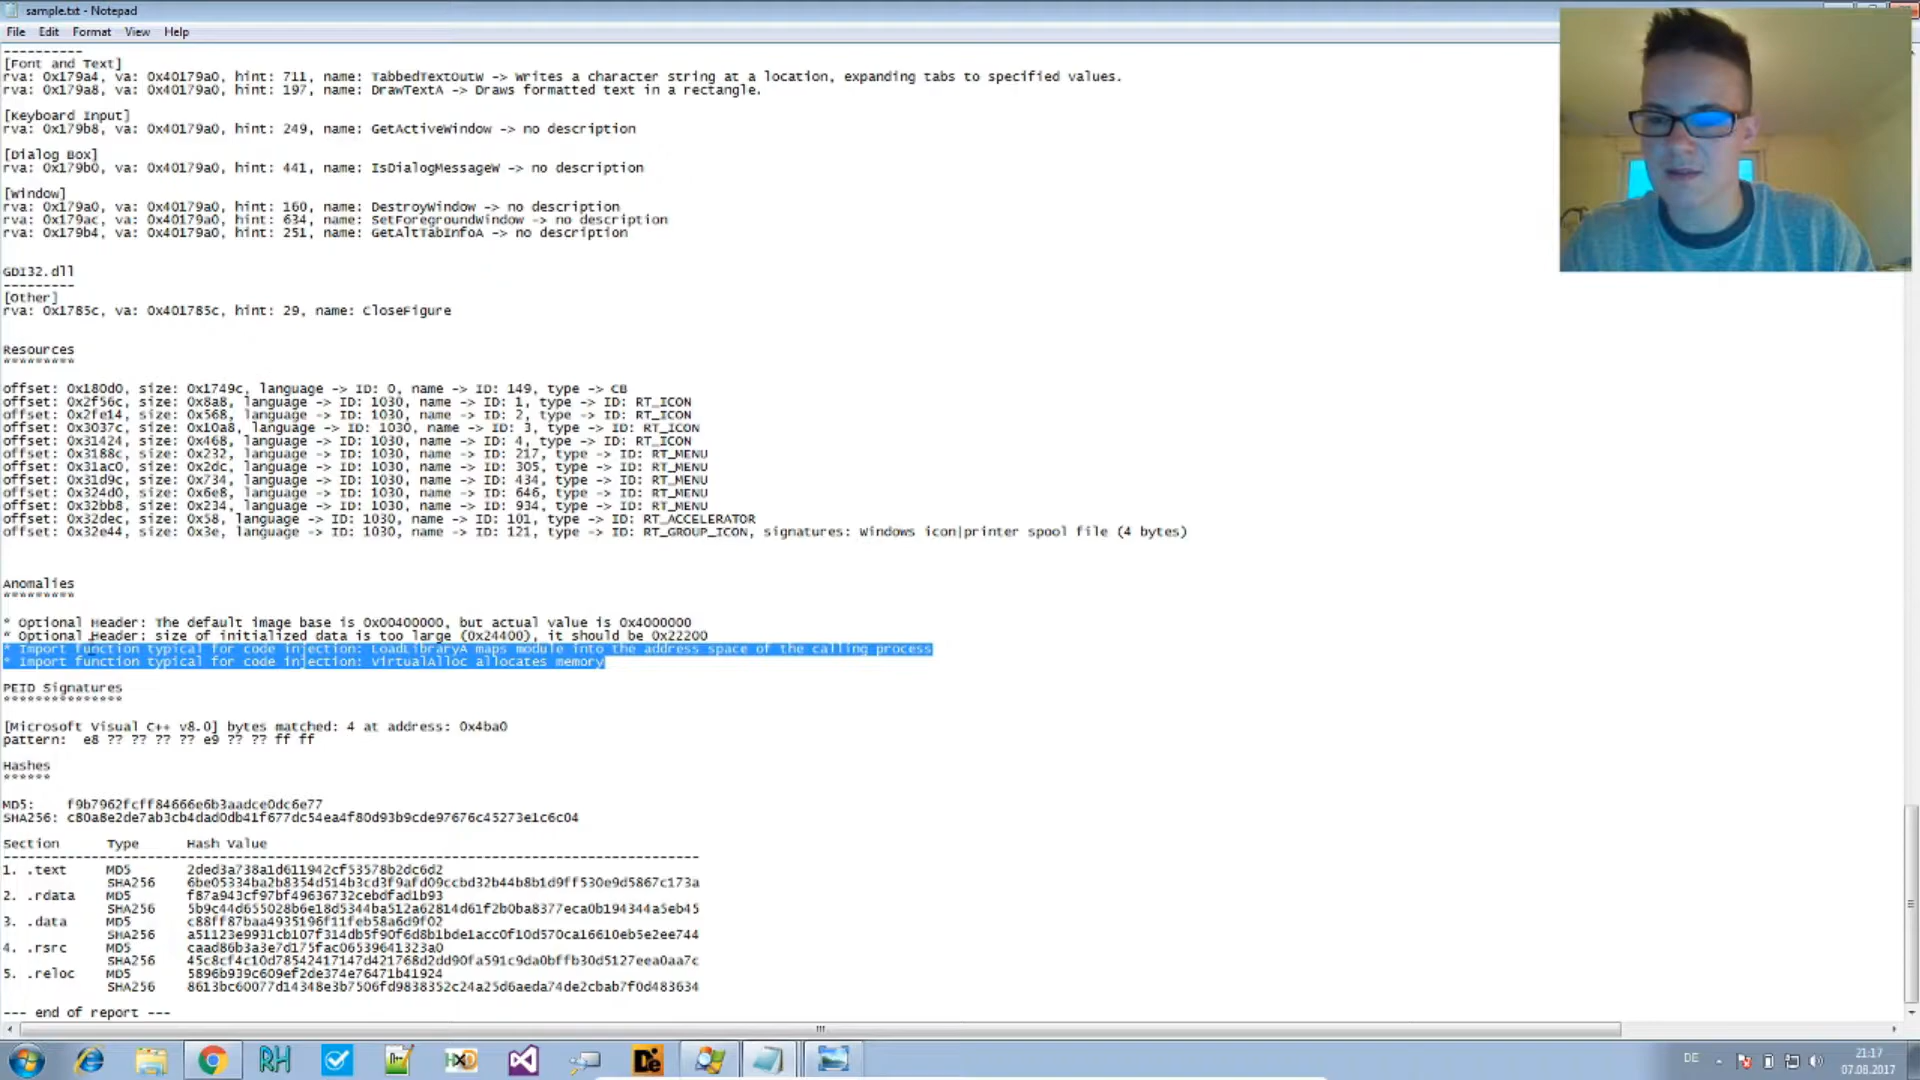 sample.txt - Notepad
File Edit Format View Help
----------
[Font and Text]
rva: 0x179a4, va: 0x40179a0, hint: 711, name: TabbedTextOutW -> Writes a character string at a location, expanding tabs to specified values.
rva: 0x179a8, va: 0x40179a0, hint: 197, name: DrawTextA -> Draws formatted text in a rectangle.
[Keyboard Input]
rva: 0x179b8, va: 0x40179a0, hint: 249, name: GetActiveWindow -> no description
[Dialog Box]
rva: 0x179b0, va: 0x40179a0, hint: 441, name: IsDialogMessageW -> no description
[Window]
rva: 0x179a0, va: 0x40179a0, hint: 160, name: DestroyWindow -> no description
rva: 0x179ac, va: 0x40179a0, hint: 634, name: SetForegroundWindow -> no description
rva: 0x179b4, va: 0x40179a0, hint: 251, name: GetAltTabInfoA -> no description
GDI32.dll
---------
[Other]
rva: 0x1785c, va: 0x401785c, hint: 29, name: CloseFigure
Resources
*********
offset: 0x180d0, size: 0x1749c, language -> ID: 0, name -> ID: 149, type -> CB
offset: 0x2f56c, size: 0x8a8, language -> ID: 1030, name -> ID: 1, type -> ID: RT_ICON
offset: 0x2fe14, size: 0x568, language -> ID: 1030, name -> ID: 2, type -> ID: RT_ICON
offset: 0x3037c, size: 0x10a8, language -> ID: 1030, name -> ID: 3, type -> ID: RT_ICON
offset: 0x31424, size: 0x468, language -> ID: 1030, name -> ID: 4, type -> ID: RT_ICON
offset: 0x3188c, size: 0x232, language -> ID: 1030, name -> ID: 217, type -> ID: RT_MENU
offset: 0x31ac0, size: 0x2dc, language -> ID: 1030, name -> ID: 305, type -> ID: RT_MENU
offset: 0x31d9c, size: 0x734, language -> ID: 1030, name -> ID: 434, type -> ID: RT_MENU
offset: 0x324d0, size: 0x6e8, language -> ID: 1030, name -> ID: 646, type -> ID: RT_MENU
offset: 0x32bb8, size: 0x234, language -> ID: 1030, name -> ID: 934, type -> ID: RT_MENU
offset: 0x32dec, size: 0x58, language -> ID: 1030, name -> ID: 101, type -> ID: RT_ACCELERATOR
offset: 0x32e44, size: 0x3e, language -> ID: 1030, name -> ID: 121, type -> ID: RT_GROUP_ICON, signatures: Windows icon|printer spool file (4 bytes)
Anomalies
*********
* Optional Header: The default image base is 0x00400000, but actual value is 0x4000000
* Optional Header: size of initialized data is too large (0x24400), it should be 0x22200
* Import function typical for code injection: LoadLibraryA maps module into the address space of the calling process
* Import function typical for code injection: VirtualAlloc allocates memory
PEID Signatures
***************
[Microsoft Visual C++ v8.0] bytes matched: 4 at address: 0x4ba0
pattern: e8 ?? ?? ?? ?? e9 ?? ?? ff ff
Hashes
******
MD5: f9b7962fcff84666e6b3aadce0dc6e77
SHA256: c80a8e2de7ab3cb4dad0db41f677dc54ea4f80d93b9cde97676c45273e1c6c04
Section Type Hash Value
1. .text MD5 2ded3a738a1d611942cf53578b2dc6d2
SHA256 6be05334ba2b8354d514b3cd3f9afd09ccbd32b44b8b1d9ff530e9d5867c173a
2. .rdata MD5 f87a943cf97bf49636732cebdfad1b93
SHA256 5b9c44d655028b6e18d5344ba512a62814d61f2b0ba8377eca0b194344a5eb45
3. .data MD5 c88ff87baa4935196f11feb58a6d9f02
SHA256 a51123e9931cb107f314db5f90f6d8b1bde1acc0f10d570ca16610eb5e2ee744
4. .rsrc MD5 caad86b3a3e7d175fac06539641323a0
SHA256 45c8cf4c10d78542417147d421768d2dd90fa591c9da0bffb30d5127eea0aa7c
5. .reloc MD5 5896b939c609ef2de374e76471b41924
SHA256 8613bc60077d14348e3b7506fd9838352c24a25d6aeda74de2cbab7f0d483634
--- end of report ---
DE
21:17
07.08.2017